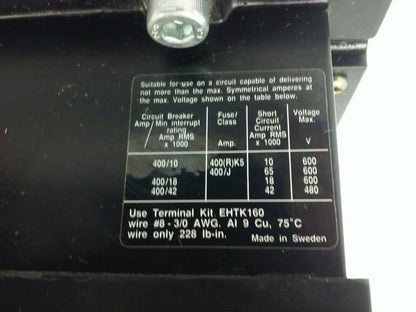 Suitable for use on a circuit capable of delivering
not more than the max. Symmetrical amperes at
the max. Voltage shown on the table below.
Circuit Breaker Fuse/ Short Voltage
Amp/Min interrupt Class Circuit Max.
rating Current
Amp RMS Amp RMS
x 1000 Amp. x 1000 V
400/10 400(R)K5 10 600
400/J 65 600
400/18 18 600
400/42 42 480
Use Terminal Kit EHTK160
wire #8 - 3/0 AWG, Al 9 Cu, 75°C
wire only 228 lb-in. Made in Sweden